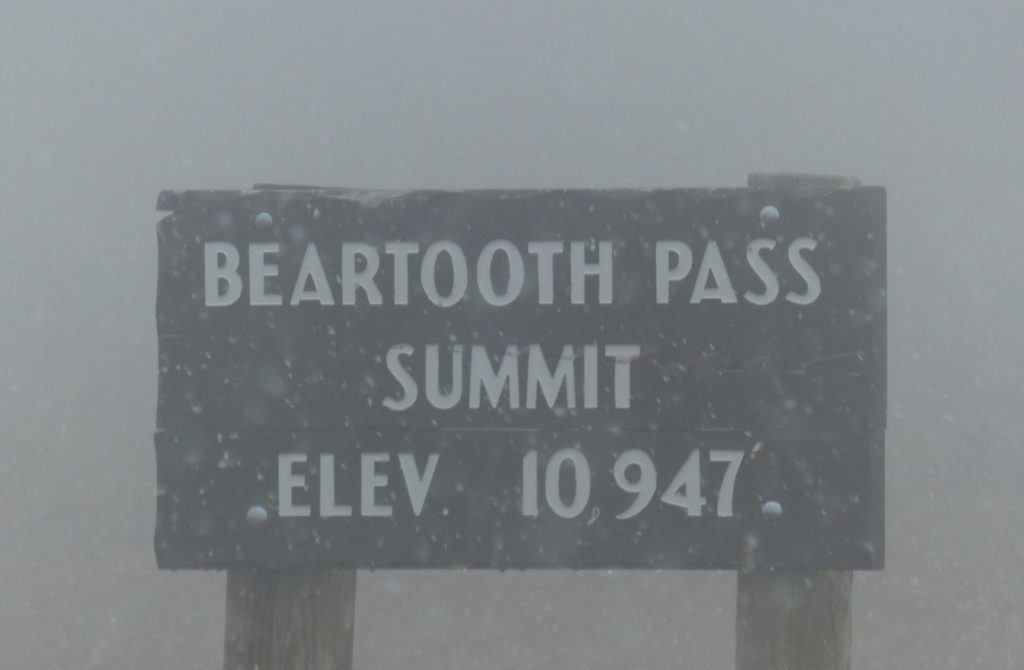 BEARTOOTH PASS
SUMMIT
ELEV. 10,947'